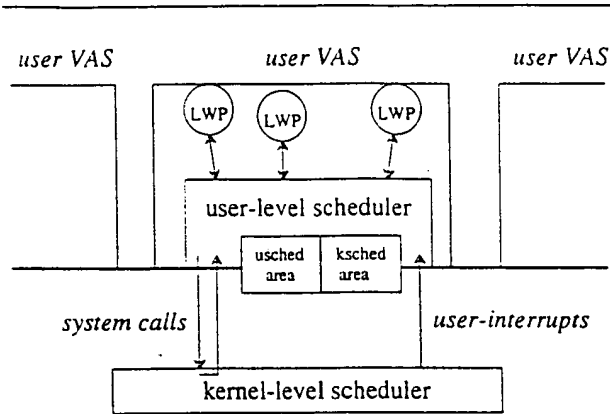 user VAS
user VAS
user VAS
LWP
LWP
LWP
user-level scheduler
usched
area
ksched
area
system calls
user-interrupts
kernel-level scheduler